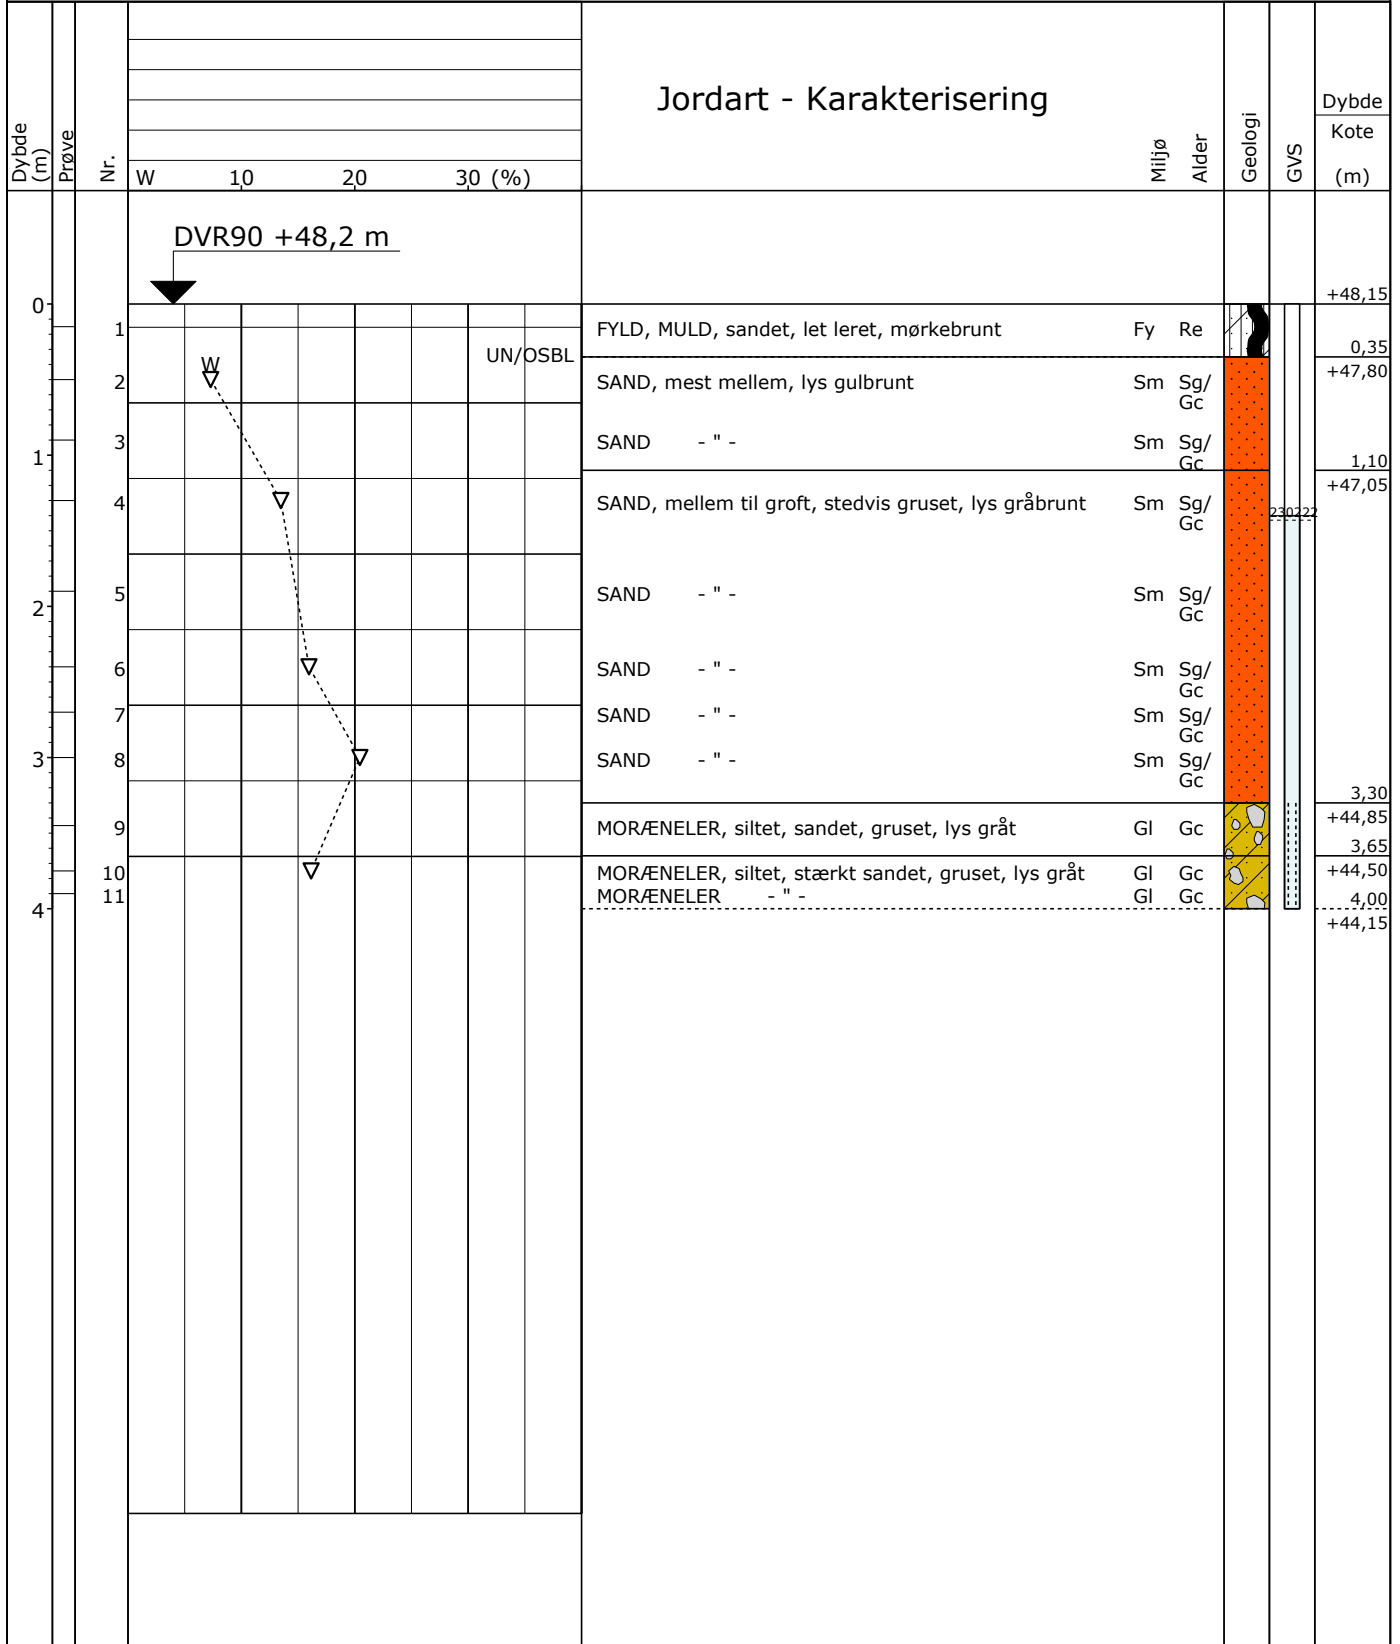 Jordart - Karakterisering
Dybde (m)
Prøve
Nr.
W 10 20 30 (%)
Miljø
Alder
Geologi
GVS
Dybde
Kote
(m)
DVR90 +48,2 m
0
+48,15
1 FYLD, MULD, sandet, let leret, mørkebrunt Fy Re
UN/OSBL
0,35
W
+47,80
2 SAND, mest mellem, lys gulbrunt Sm Sg/
Gc
3 SAND - " - Sm Sg/
Gc
1
1,10
+47,05
4 SAND, mellem til groft, stedvis gruset, lys gråbrunt Sm Sg/
Gc
230222
5 SAND - " - Sm Sg/
Gc
2
6 SAND - " - Sm Sg/
Gc
7 SAND - " - Sm Sg/
Gc
3
8 SAND - " - Sm Sg/
Gc
3,30
+44,85
9 MORÆNELER, siltet, sandet, gruset, lys gråt Gl Gc
3,65
+44,50
10 MORÆNELER, siltet, stærkt sandet, gruset, lys gråt Gl Gc
11 MORÆNELER - " - Gl Gc
4
4,00
+44,15